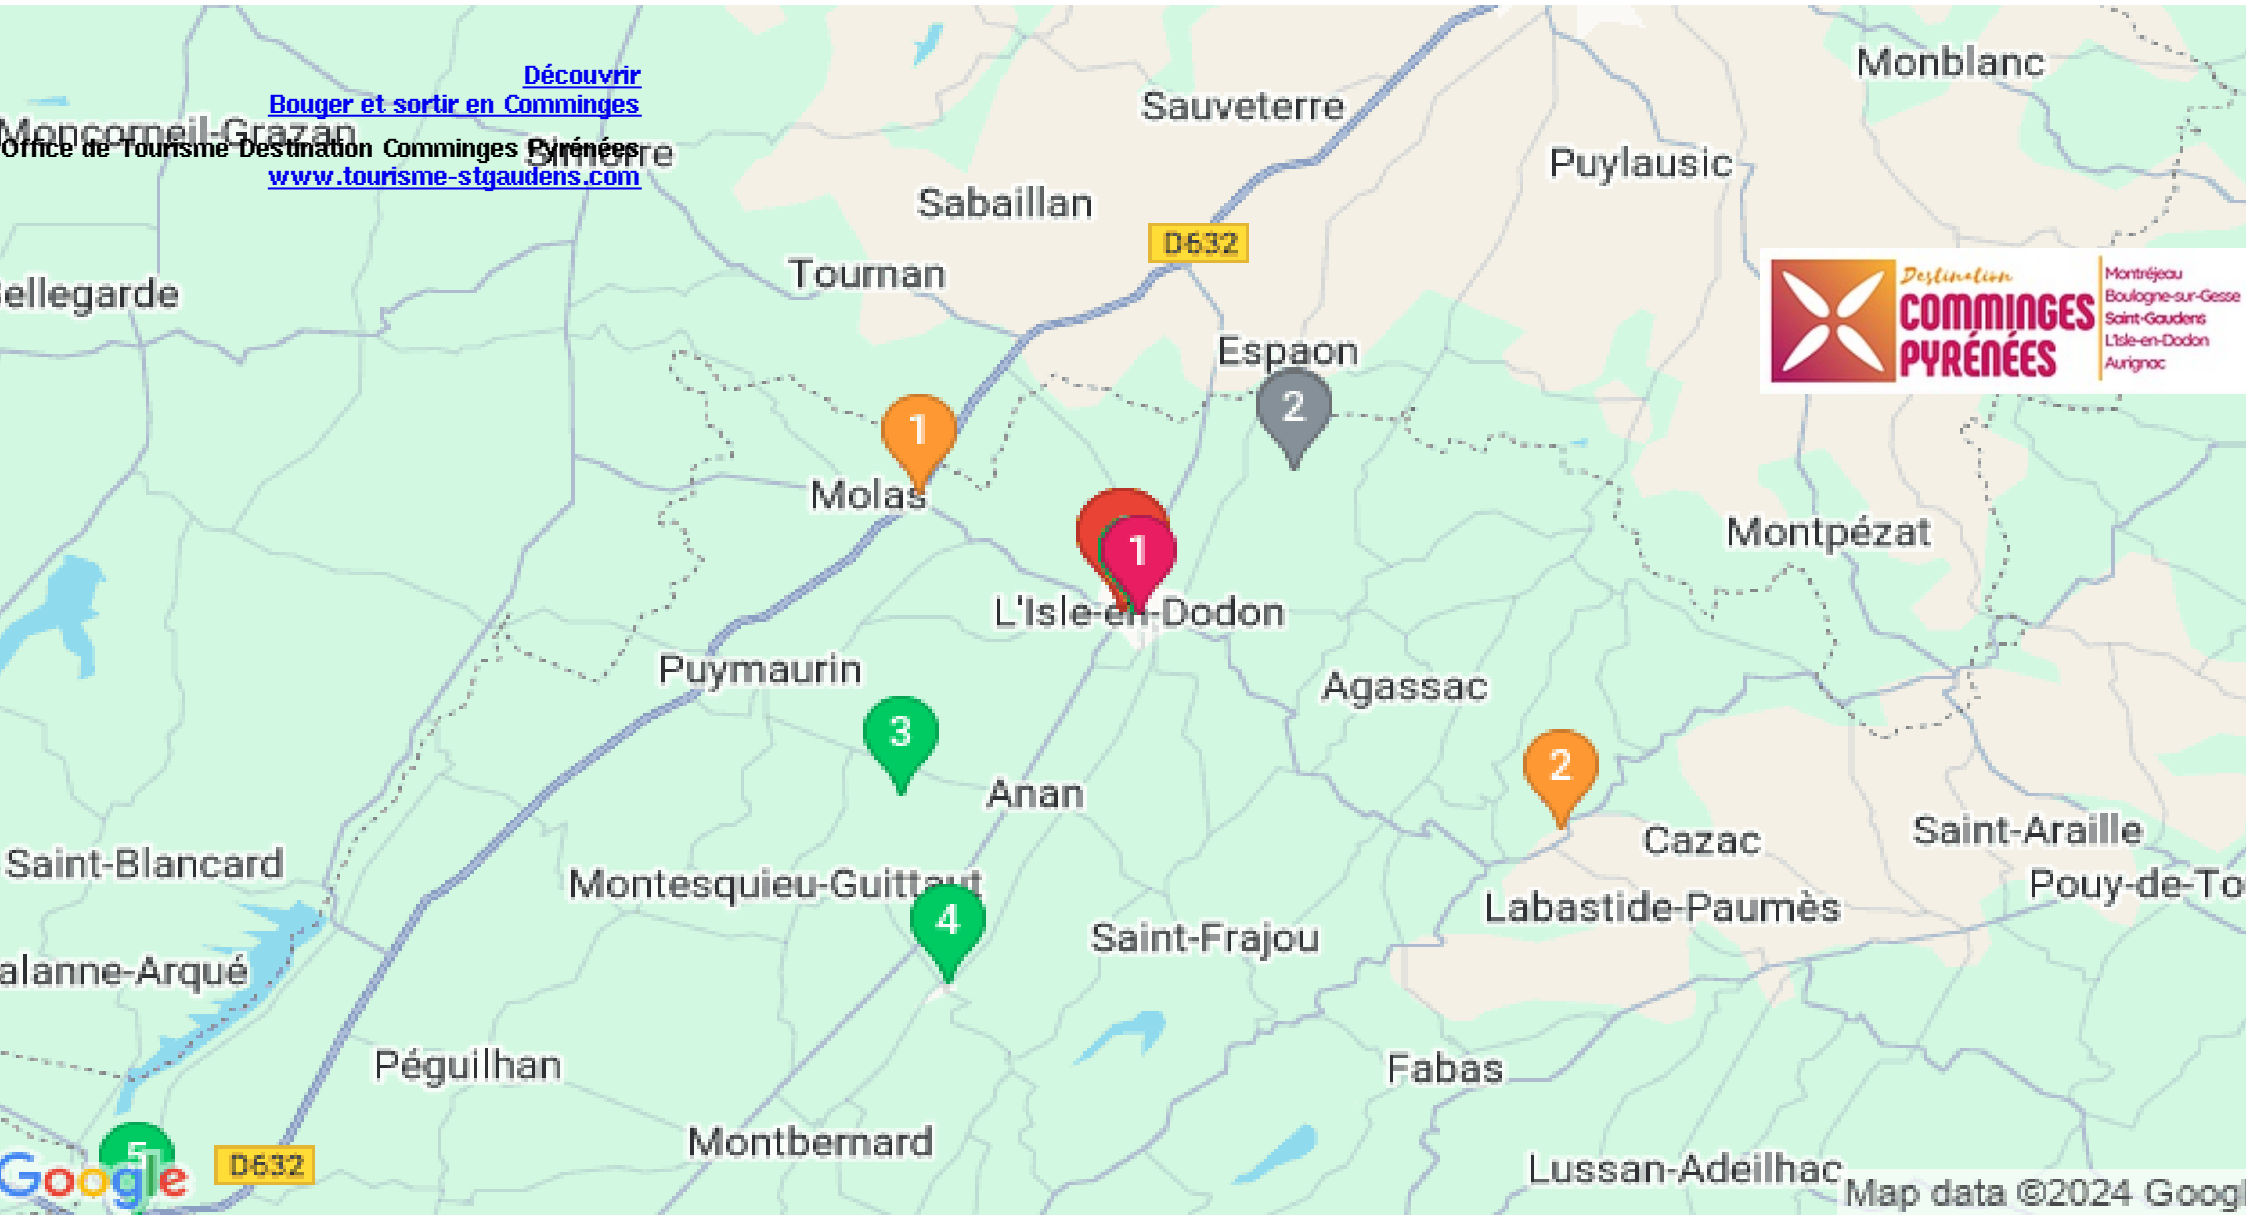 Découvrir
Bouger et sortir en Comminges
Office de Tourisme Destination Comminges Pyrénées
www.tourisme-stgaudens.com
Monblanc
Sauveterre
Moncorneil-Grazan
Simorre
Puylausic
Sabaillan
D632
Tournan
Destination
COMMINGES
PYRÉNÉES
Montréjeau
Boulogne-sur-Gesse
Saint-Gaudens
L'Isle-en-Dodon
Aurignac
ellegarde
Espaon
2
1
Molas
Montpézat
1
L'Isle-en-Dodon
Puymaurin
Agassac
3
2
Anan
Cazac
Saint-Araille
Saint-Blancard
Montesquieu-Guittaut
Pouy-de-To
Labastide-Paumès
4
Saint-Frajou
alanne-Arqué
Péguilhan
Fabas
Montbernard
5
D632
Google
Lussan-Adeilhac
Map data ©2024 Googl